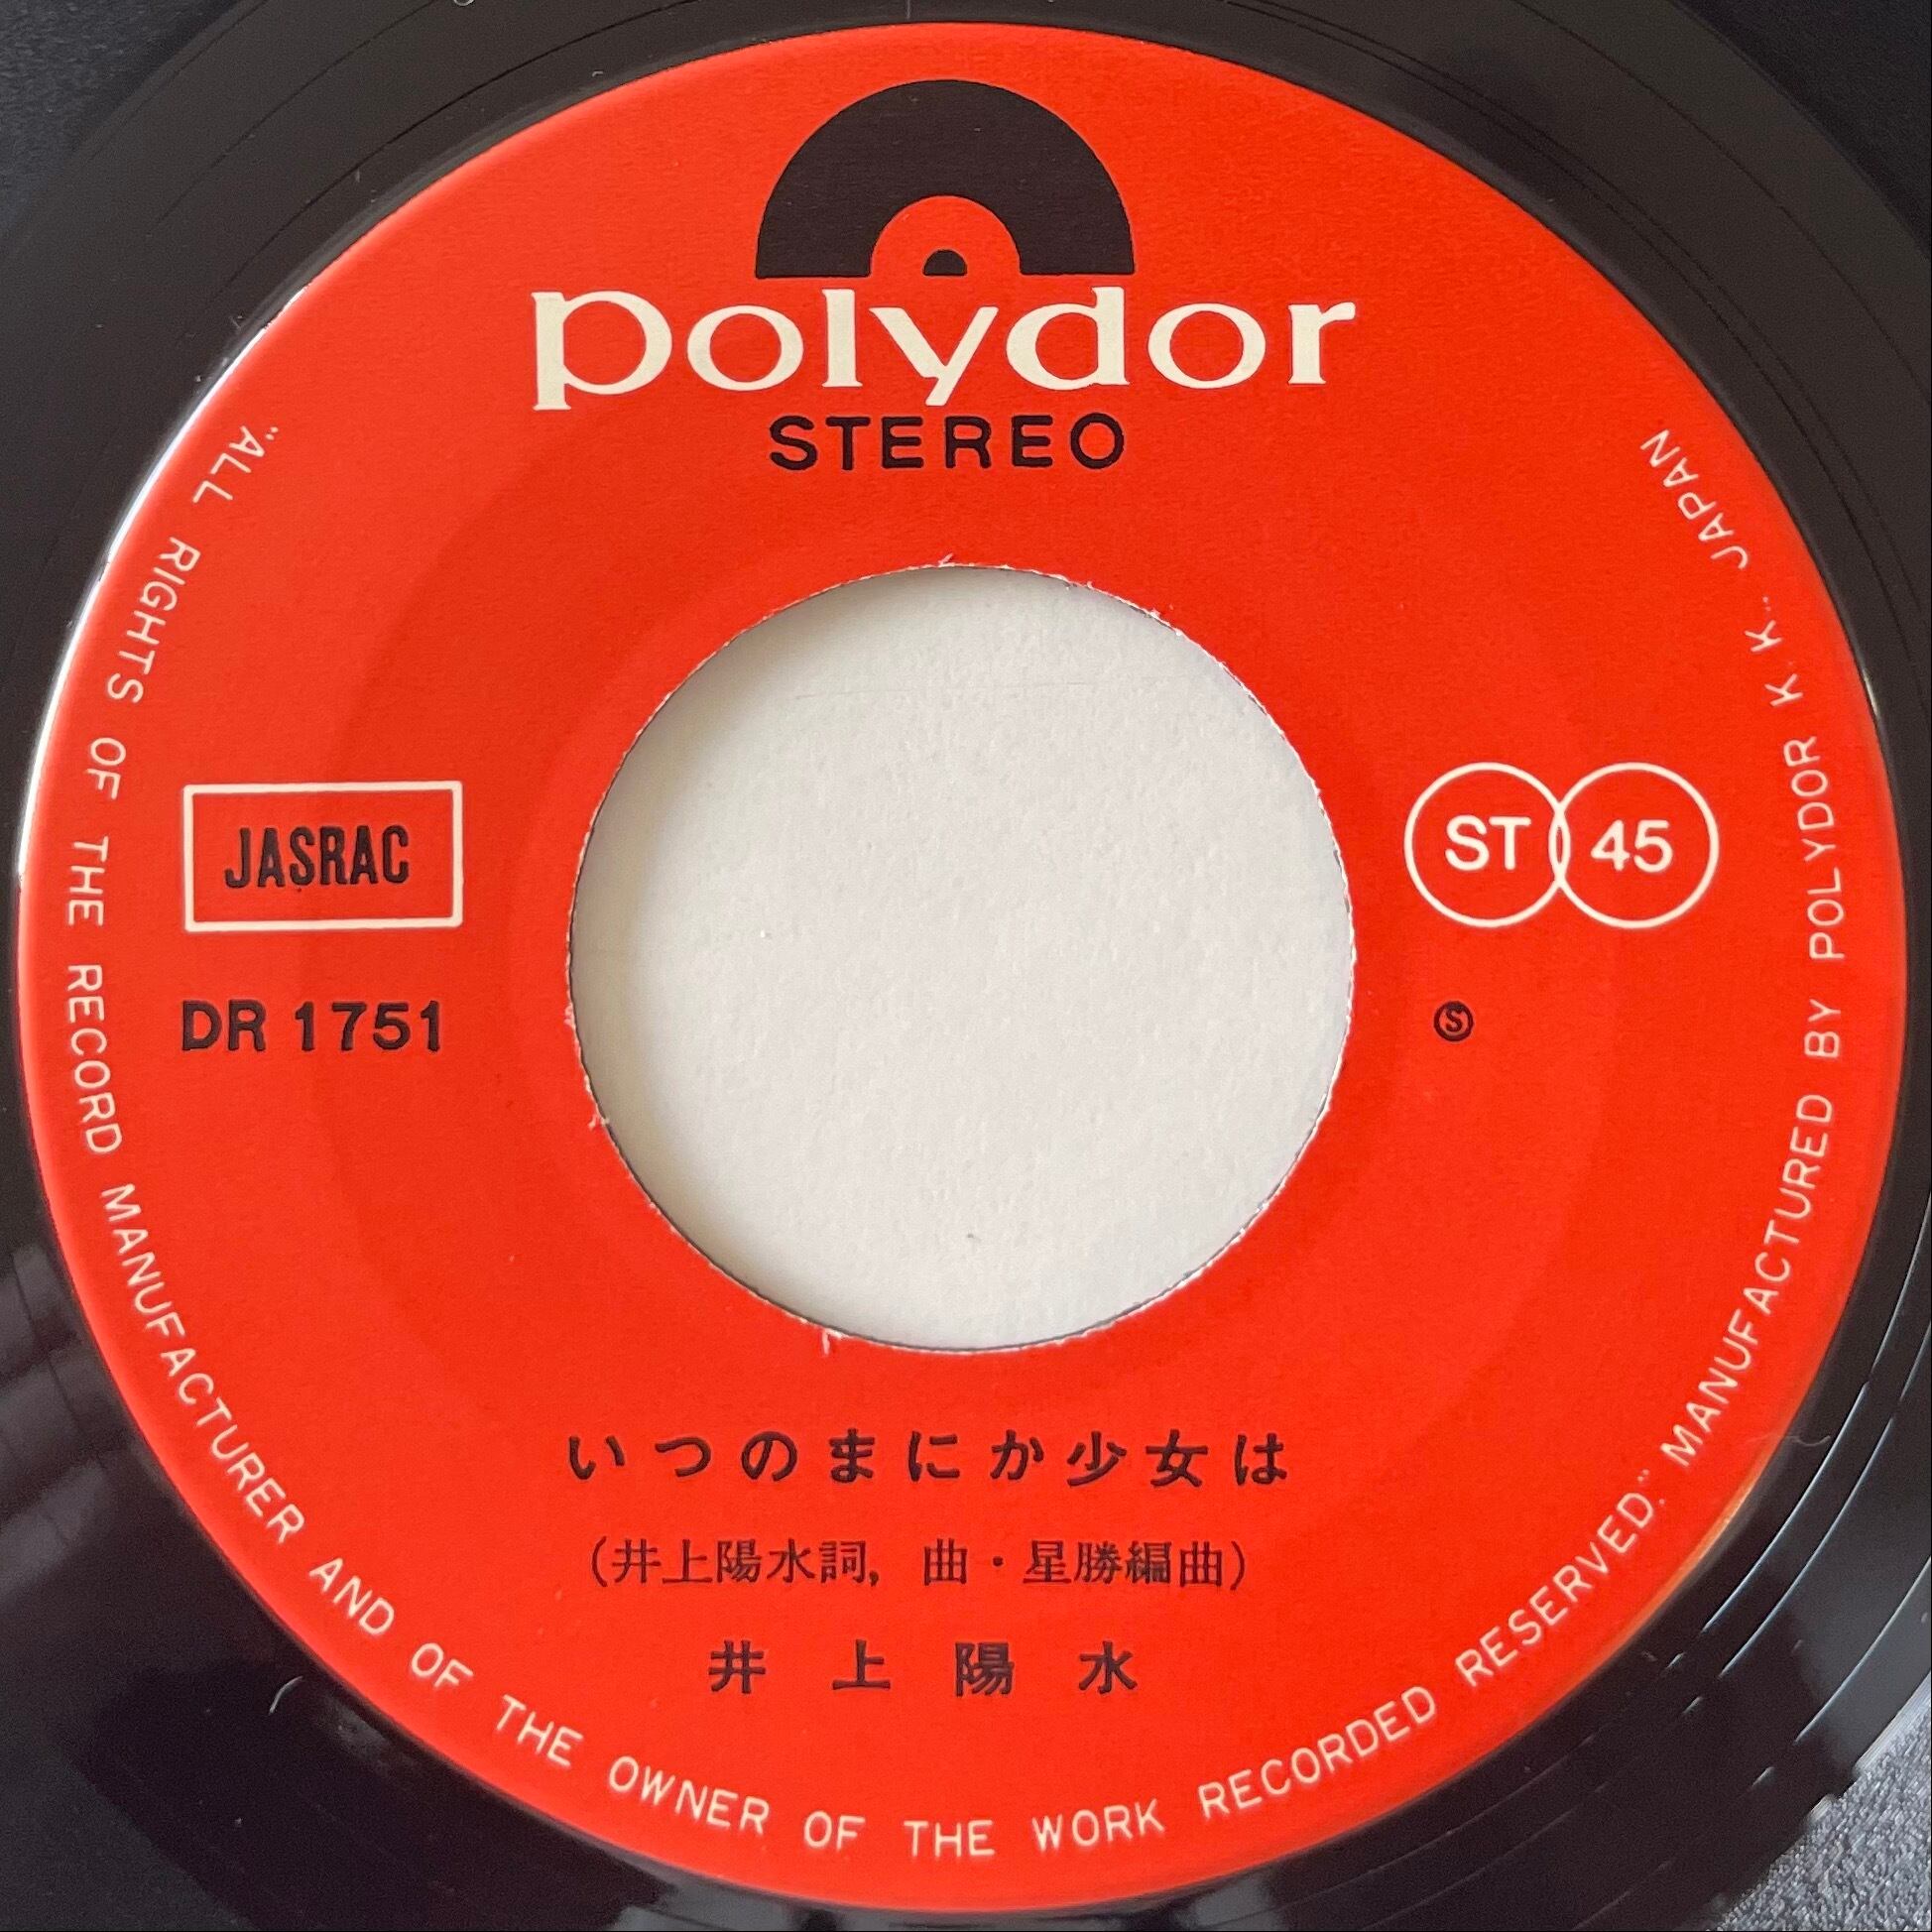 polydor
STEREO
JASRAC
ST 45
DR 1751
Ⓢ
いつのまにか少女は
(井上陽水詞, 曲・星勝編曲)
井上陽水
"ALL RIGHTS OF THE RECORD MANUFACTURER AND OF THE OWNER OF THE WORK RECORDED RESERVED." MANUFACTURED BY POLYDOR K. K., JAPAN